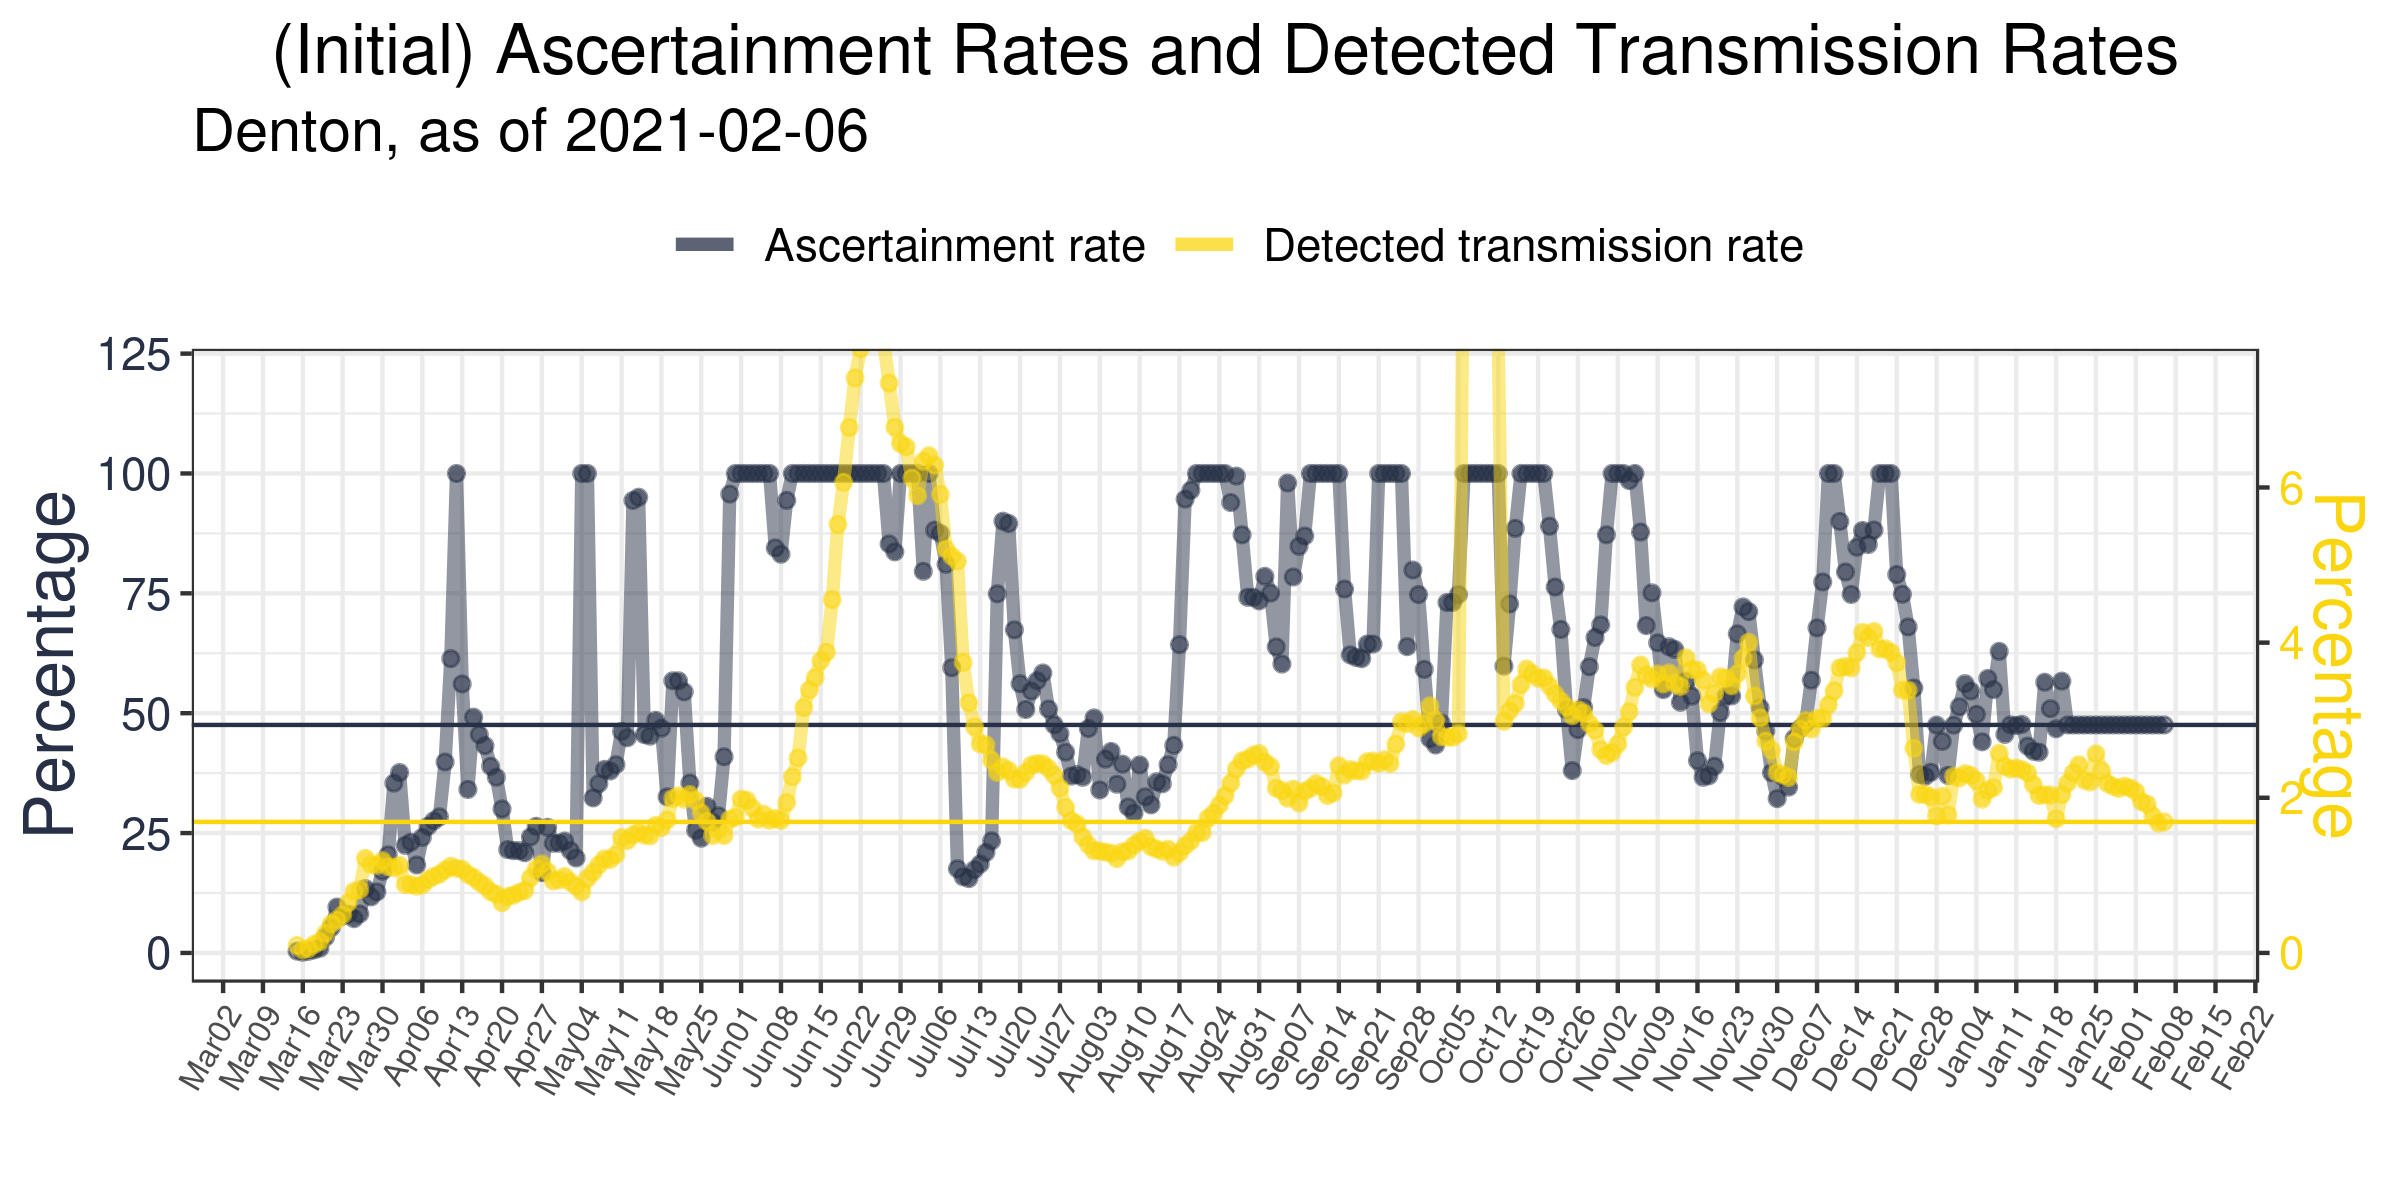 (Initial) Ascertainment Rates and Detected Transmission Rates
Denton, as of 2021-02-06
Ascertainment rate
Detected transmission rate
Percentage
125
100
75
50
25
0
6
4
2
0
Percentage
Mar02
Mar09
Mar16
Mar23
Mar30
Apr06
Apr13
Apr20
Apr27
May04
May11
May18
May25
Jun01
Jun08
Jun15
Jun22
Jun29
Jul06
Jul13
Jul20
Jul27
Aug03
Aug10
Aug17
Aug24
Aug31
Sep07
Sep14
Sep21
Sep28
Oct05
Oct12
Oct19
Oct26
Nov02
Nov09
Nov16
Nov23
Nov30
Dec07
Dec14
Dec21
Dec28
Jan04
Jan11
Jan18
Jan25
Feb01
Feb08
Feb15
Feb22